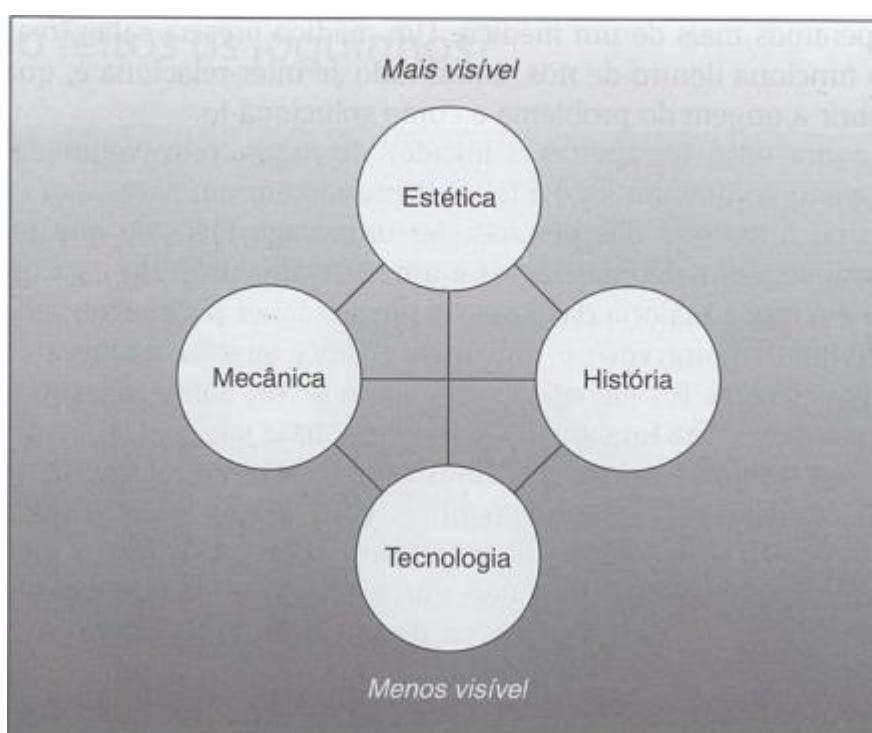 Mais visível
Estética
Mecânica
História
Tecnologia
Menos visível